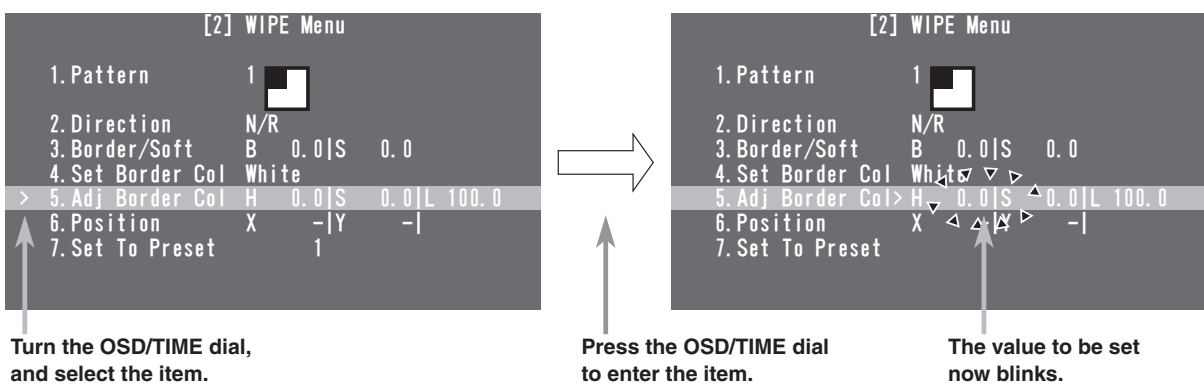 [2] WIPE Menu
1.Pattern 1
2.Direction N/R
3.Border/Soft B 0.0|S 0.0
4.Set Border Col White
> 5.Adj Border Col H 0.0|S 0.0|L 100.0
6.Position X -|Y -|
7.Set To Preset 1
[2] WIPE Menu
1.Pattern 1
2.Direction N/R
3.Border/Soft B 0.0|S 0.0
4.Set Border Col White
5.Adj Border Col> H 0.0|S 0.0|L 100.0
6.Position X -|Y -|
7.Set To Preset
Turn the OSD/TIME dial,
and select the item.
Press the OSD/TIME dial
to enter the item.
The value to be set
now blinks.